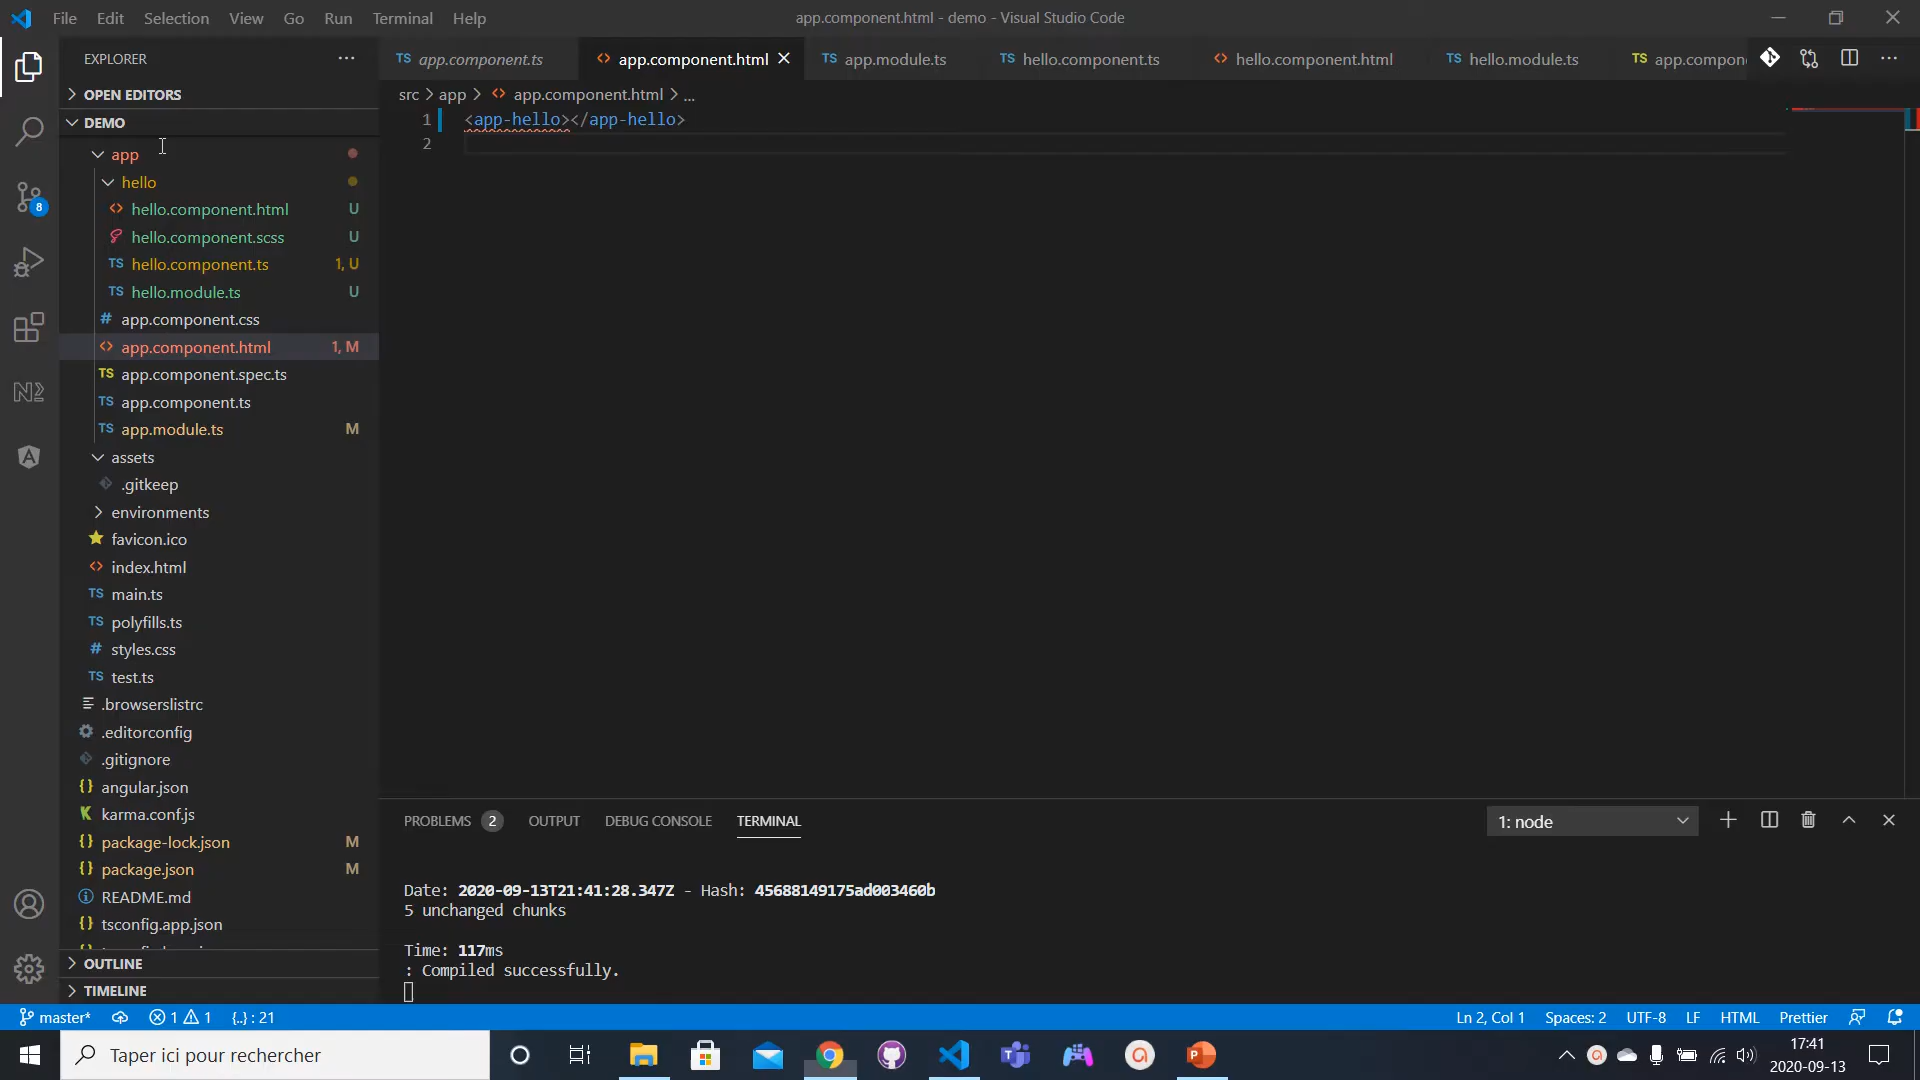 File Edit Selection View Go Run Terminal Help
app.component.html - demo - Visual Studio Code
EXPLORER
TS app.component.ts
app.component.html
TS app.module.ts
TS hello.component.ts
hello.component.html
TS hello.module.ts
TS app.compon
OPEN EDITORS
src > app > app.component.html > ...
DEMO
1 <app-hello></app-hello>
2
app
hello
hello.component.html U
hello.component.scss U
TS hello.component.ts 1, U
TS hello.module.ts U
# app.component.css
app.component.html 1, M
TS app.component.spec.ts
TS app.component.ts
TS app.module.ts M
assets
.gitkeep
environments
favicon.ico
index.html
TS main.ts
TS polyfills.ts
# styles.css
TS test.ts
.browserslistrc
.editorconfig
.gitignore
{} angular.json
K karma.conf.js
{} package-lock.json M
{} package.json M
README.md
{} tsconfig.app.json
OUTLINE
TIMELINE
8
PROBLEMS 2 OUTPUT DEBUG CONSOLE TERMINAL
1: node
Date: 2020-09-13T21:41:28.347Z - Hash: 45688149175ad003460b
5 unchanged chunks
Time: 117ms
: Compiled successfully.
master* 1 1 {..} : 21
Ln 2, Col 1 Spaces: 2 UTF-8 LF HTML Prettier
Taper ici pour rechercher
17:41
2020-09-13